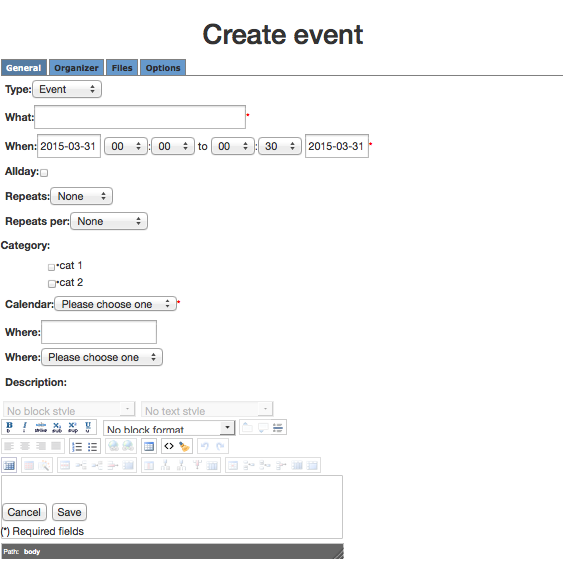 Create event
General Organizer Files Options
Type: Event
What: *
When: 2015-03-31 00 : 00 to 00 : 30 2015-03-31 *
Allday:
Repeats: None
Repeats per: None
Category:
•cat 1
•cat 2
Calendar: Please choose one *
Where:
Where: Please choose one
Description:
No block style No text style
No block format
Cancel Save
(*) Required fields
Path: body